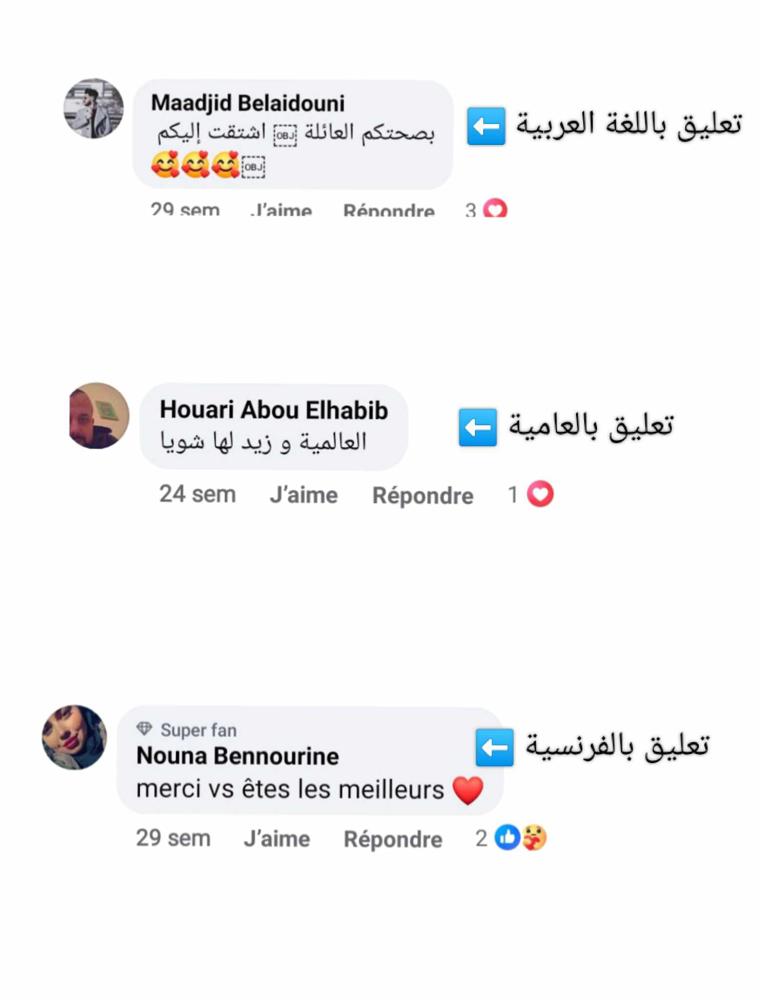 Maadjid Belaidouni
تعليق باللغة العربية
بصحتكم العائلة ￼ اشتقت إليكم
🥰🥰🥰￼
29 sem J'aime Répondre 3
Houari Abou Elhabib
تعليق بالعامية
العالمية و زيد لها شويا
24 sem J'aime Répondre 1
Super fan
Nouna Bennourine
تعليق بالفرنسية
merci vs êtes les meilleurs ❤️
29 sem J'aime Répondre 2